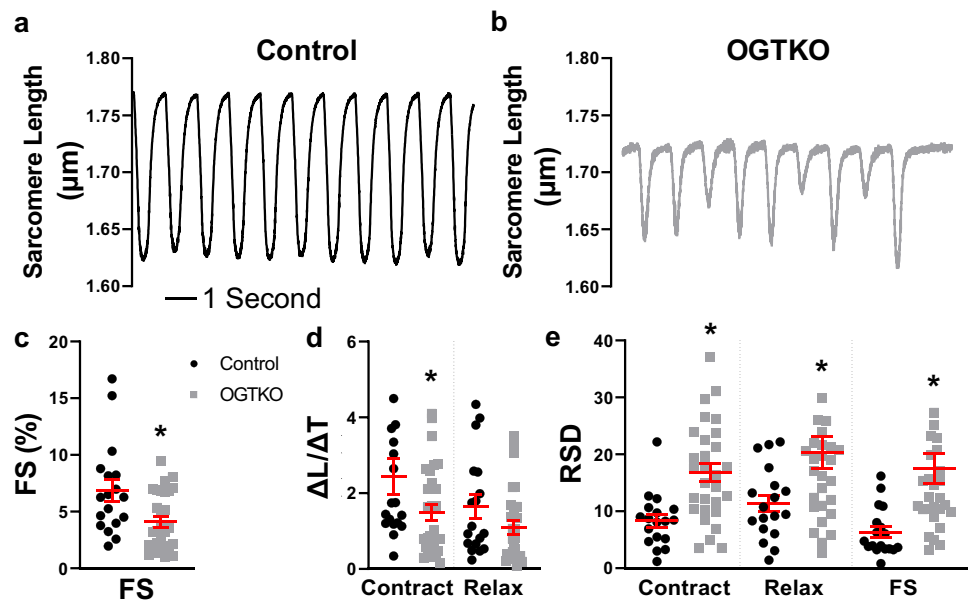 a
Control
Sarcomere Length
(µm)
1.80
1.75
1.70
1.65
1.60
1 Second
b
OGTKO
Sarcomere Length
(µm)
1.80
1.75
1.70
1.65
1.60
c
FS (%)
20
15
10
5
0
*
FS
Control
OGTKO
d
ΔL/ΔT
6
4
2
0
*
Contract
Relax
e
RSD
40
30
20
10
0
*
*
*
Contract
Relax
FS